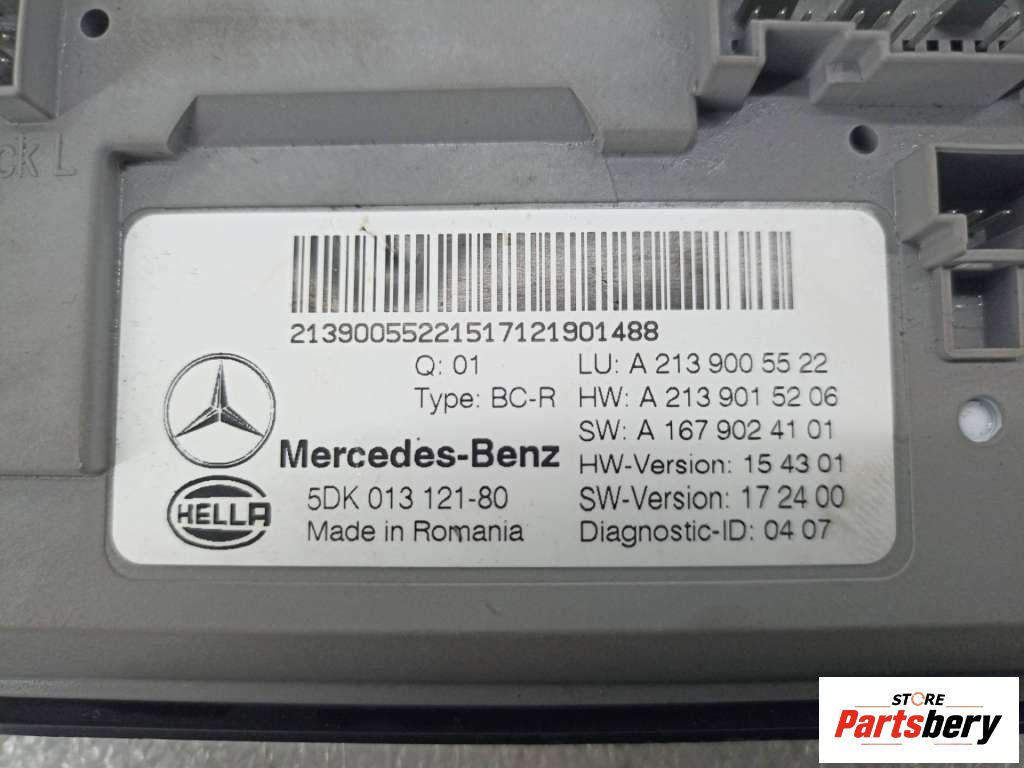 ck L
21390055221517121901488
Q: 01 LU: A 213 900 55 22
Type: BC-R HW: A 213 901 52 06
SW: A 167 902 41 01
Mercedes-Benz HW-Version: 15 43 01
5DK 013 121-80 SW-Version: 17 24 00
HELLA
Made in Romania Diagnostic-ID: 04 07
STORE
Partsbery